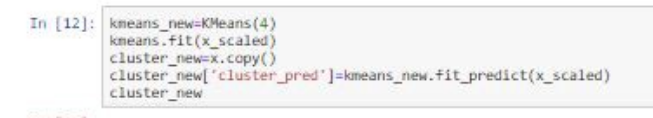 In [12]: kmeans_new=KMeans(4)
kmeans.fit(x_scaled)
cluster_new=x.copy()
cluster_new['cluster_pred']=kmeans_new.fit_predict(x_scaled)
cluster_new